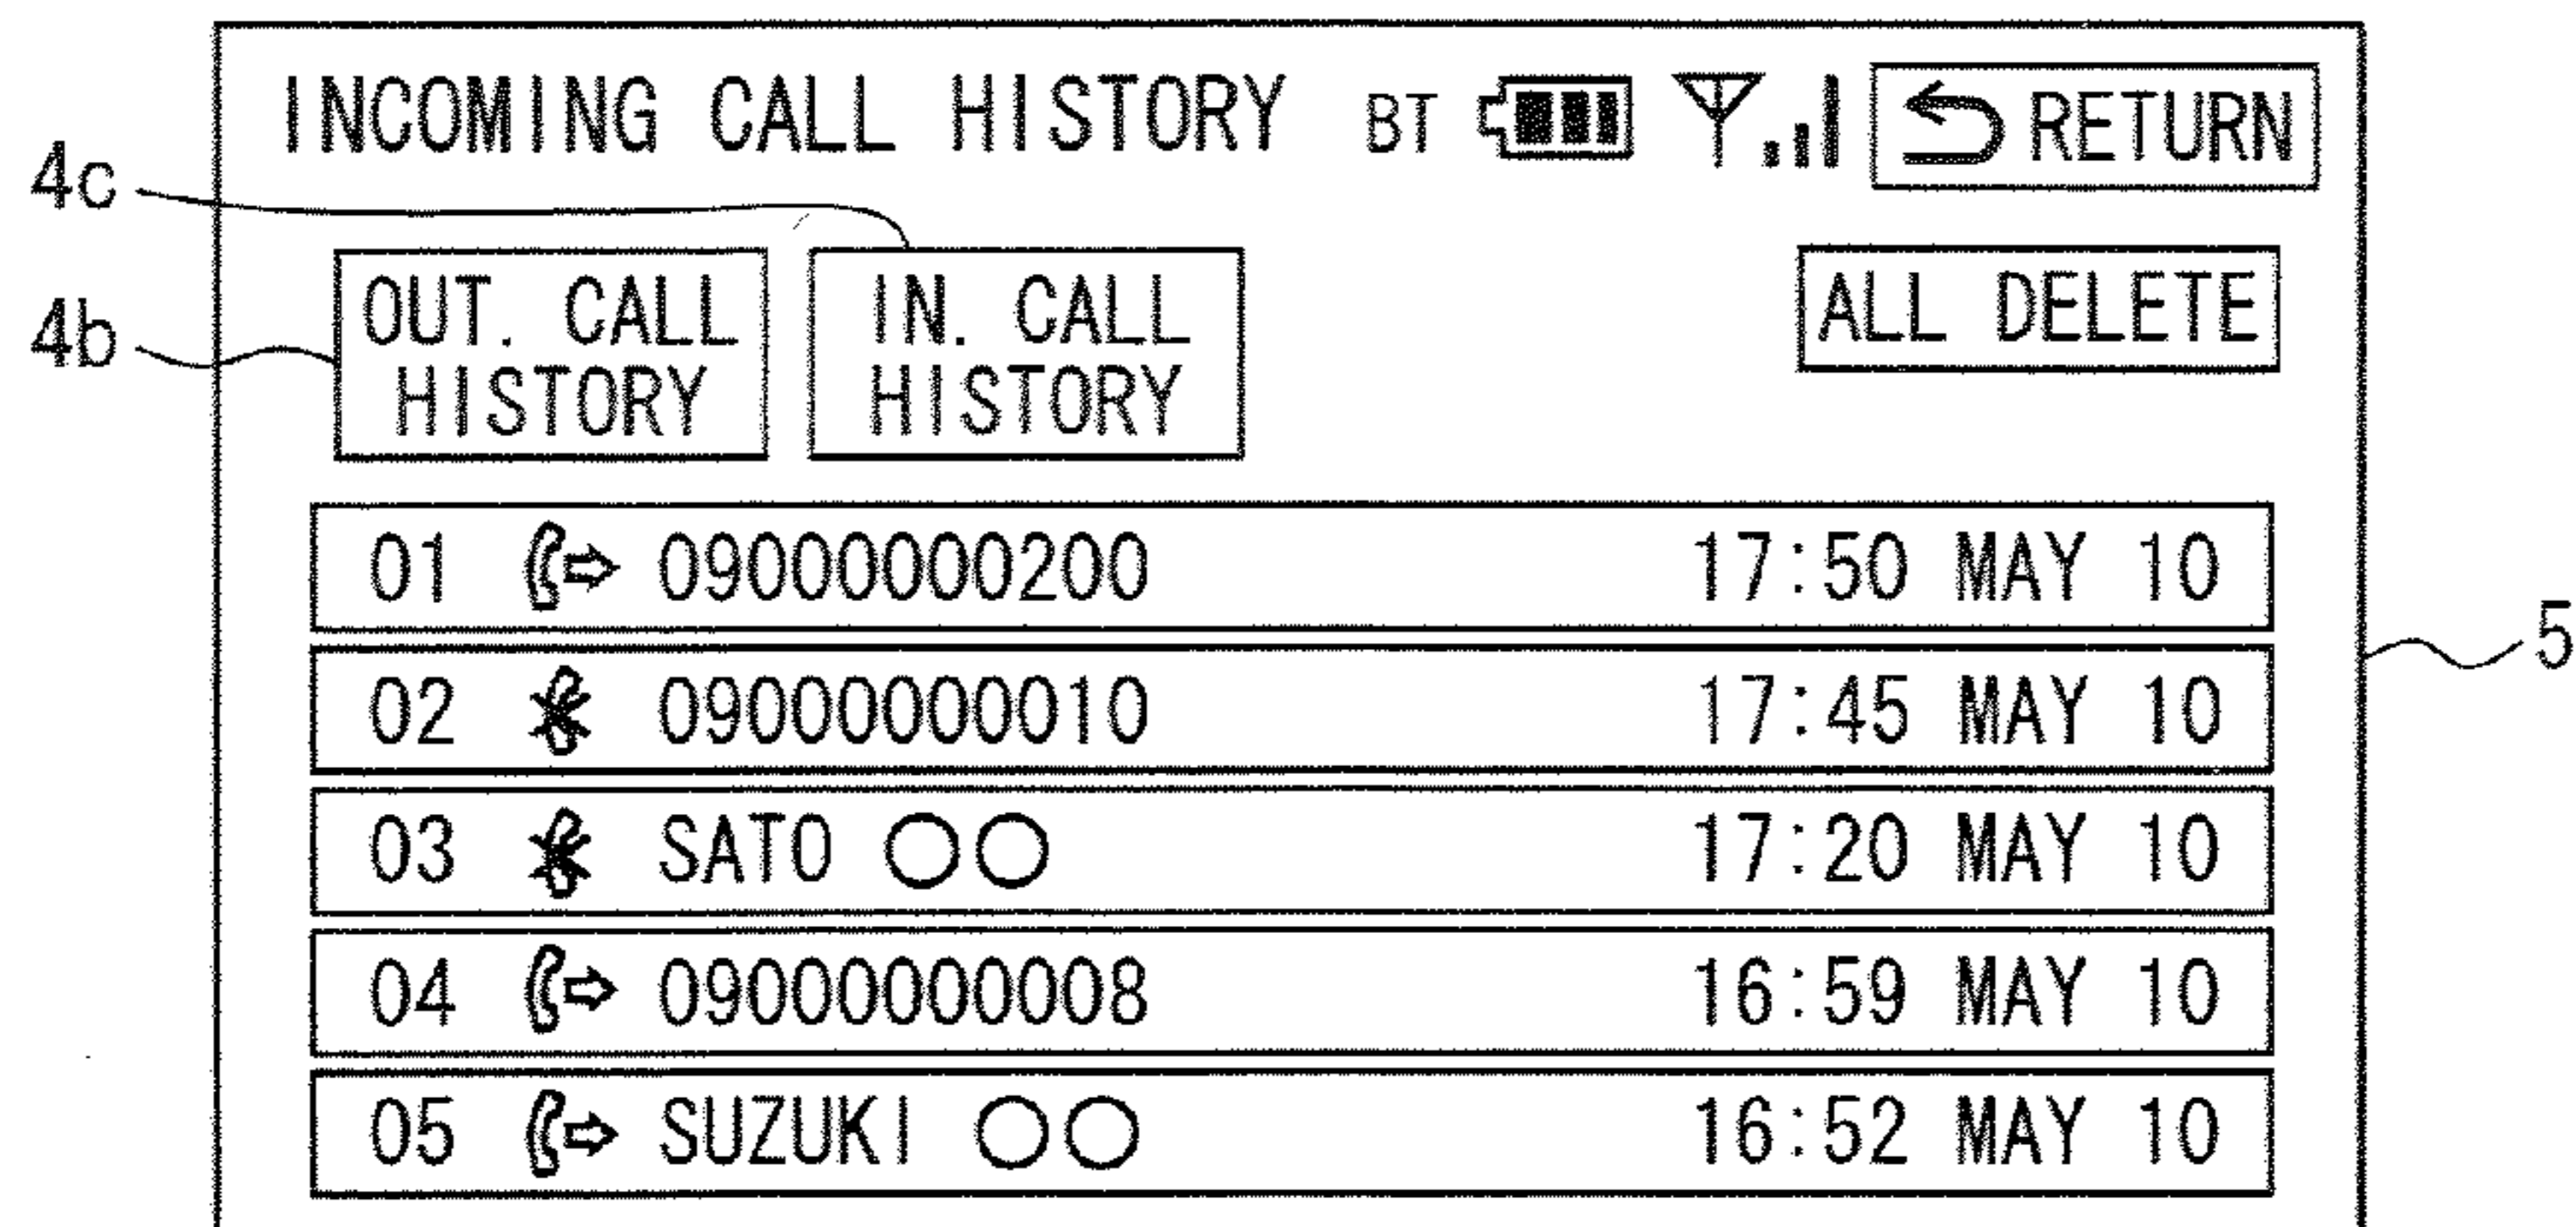 INCOMING CALL HISTORY BT RETURN
4c
OUT. CALL
HISTORY
IN. CALL
HISTORY
ALL DELETE
4b
01 09000000200 17:50 MAY 10
5
02 09000000010 17:45 MAY 10
03 SATO ○○ 17:20 MAY 10
04 09000000008 16:59 MAY 10
05 SUZUKI ○○ 16:52 MAY 10